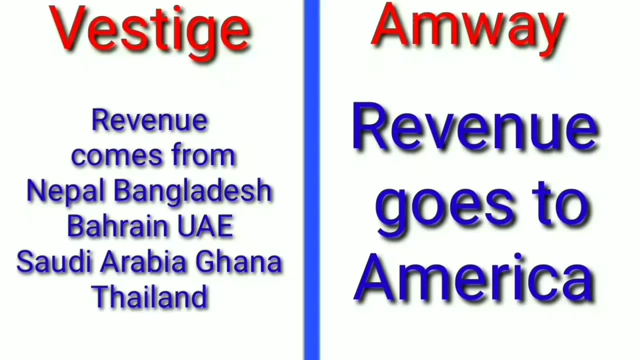 Vestige
Revenue
comes from
Nepal Bangladesh
Bahrain UAE
Saudi Arabia Ghana
Thailand
Amway
Revenue
goes to
America